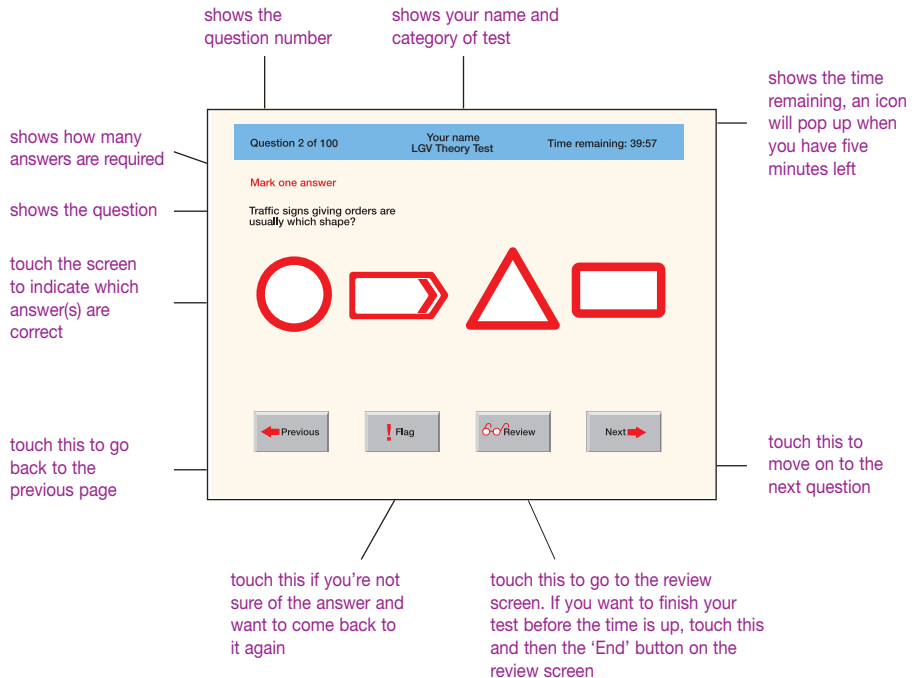 shows the
question number
shows your name and
category of test
shows the time
remaining, an icon
will pop up when
you have five
minutes left
shows how many
answers are required
shows the question
touch the screen
to indicate which
answer(s) are
correct
touch this to go
back to the
previous page
Question 2 of 100
Your name
LGV Theory Test
Time remaining: 39:57
Mark one answer
Traffic signs giving orders are
usually which shape?
Previous
! Flag
Review
Next
touch this to
move on to the
next question
touch this if you’re not
sure of the answer and
want to come back to
it again
touch this to go to the review
screen. If you want to finish your
test before the time is up, touch this
and then the ‘End’ button on the
review screen